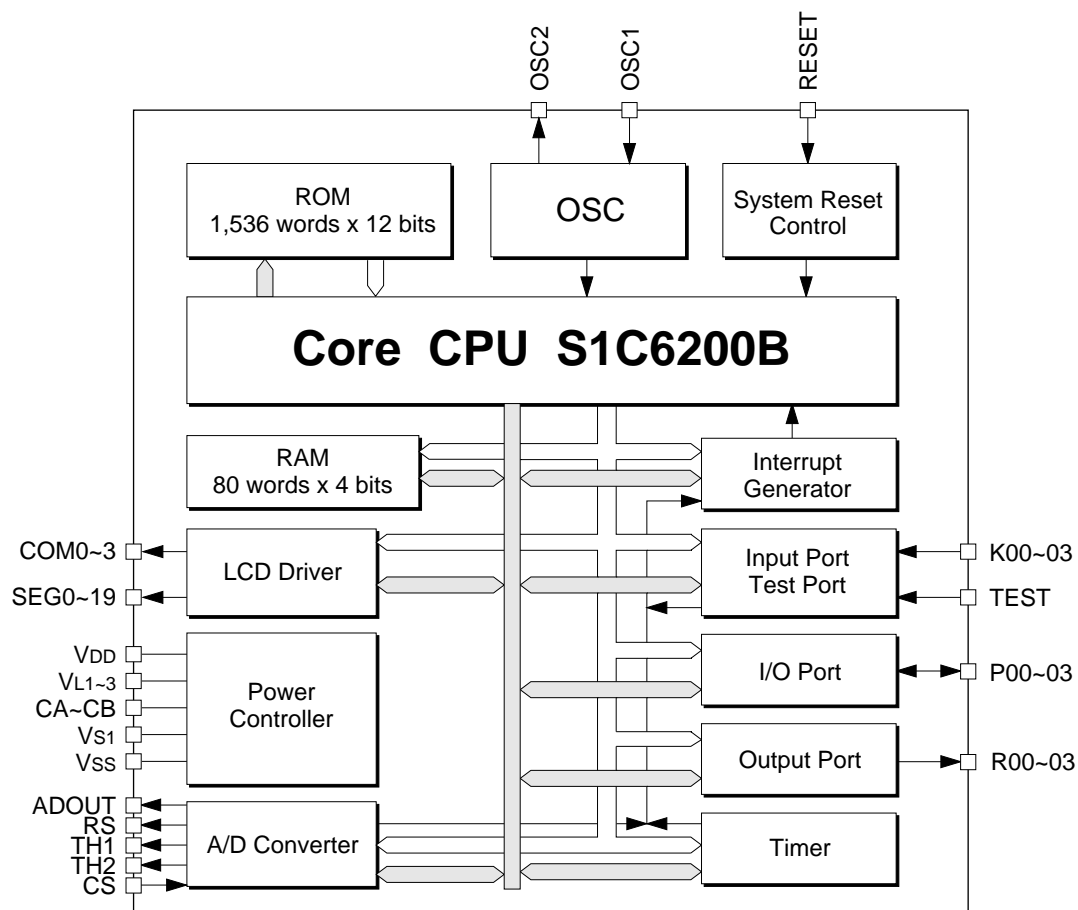 OSC2
OSC1
RESET
ROM
1,536 words x 12 bits
OSC
System Reset
Control
Core CPU S1C6200B
RAM
80 words x 4 bits
Interrupt
Generator
COM0~3
SEG0~19
LCD Driver
Input Port
Test Port
K00~03
TEST
VDD
VL1~3
CA~CB
VS1
VSS
Power
Controller
I/O Port
P00~03
Output Port
R00~03
ADOUT
RS
TH1
TH2
CS
A/D Converter
Timer